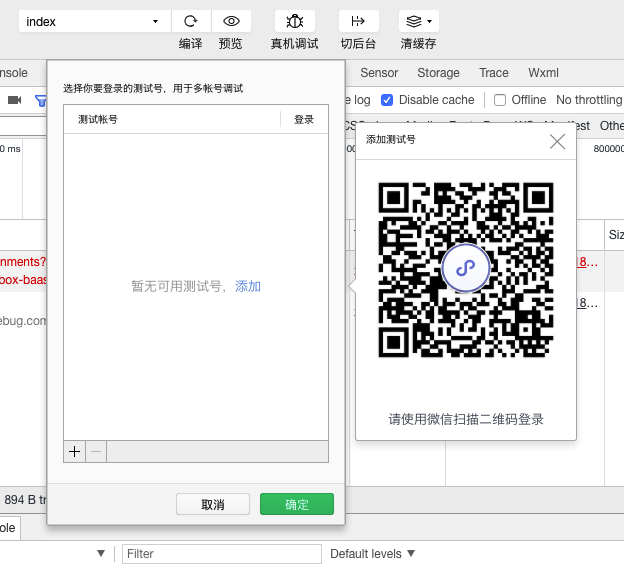 index
编译
预览
真机调试
切后台
清缓存
Sensor
Storage
Trace
Wxml
nsole
选择你要登录的测试号，用于多帐号调试
e log
Disable cache
Offline
No throttling
测试帐号
登录
添加测试号
Othe
0 ms
800000
Siz
nments?
box-baas
18...
暂无可用测试号，添加
18...
ebug.com
请使用微信扫描二维码登录
894 B tr
取消
确定
ole
Filter
Default levels